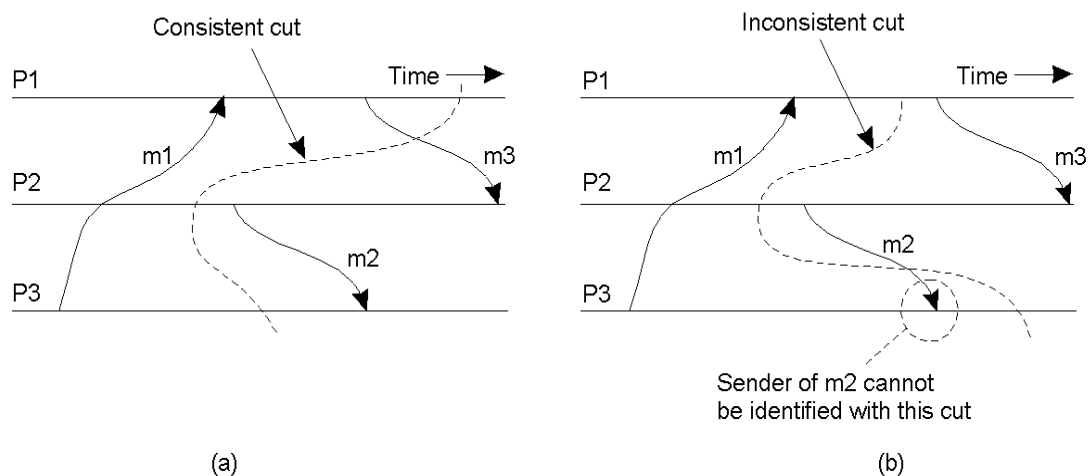 Consistent cut
Time
P1
m1
m3
P2
m2
P3
(a)
Inconsistent cut
Time
P1
m1
m3
P2
m2
P3
Sender of m2 cannot
be identified with this cut
(b)